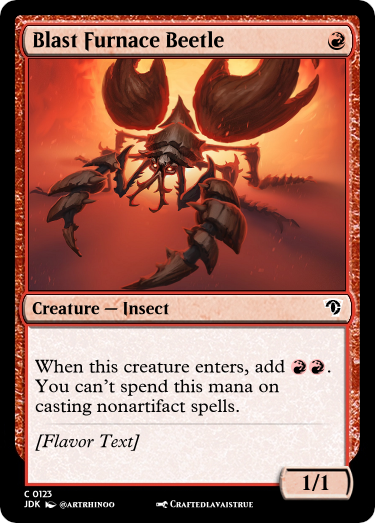 Blast Furnace Beetle
Creature — Insect
When this creature enters, add
You can't spend this mana on
casting nonartifact spells.
[Flavor Text]
1/1
C 0123
JDK @ARTRHINOO
CRAFTEDLAVAISTRUE